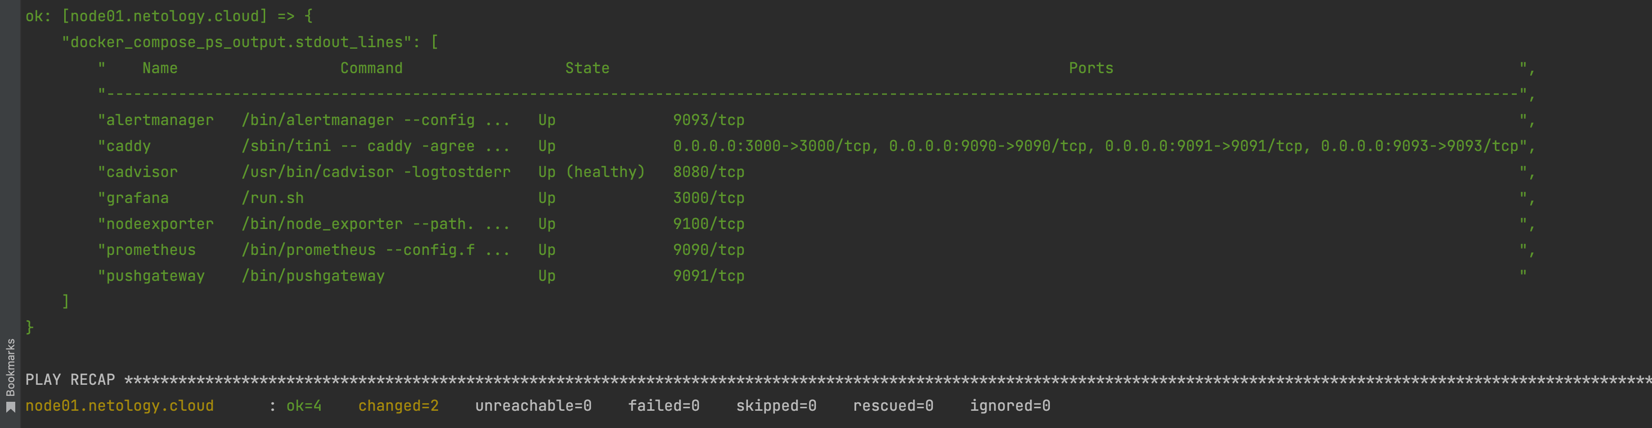 ok: [node01.netology.cloud] => {
    "docker_compose_ps_output.stdout_lines": [
        "    Name                  Command                  State                                                   Ports                                             ",
        "-------------------------------------------------------------------------------------------------------------------------------------------------------------",
        "alertmanager   /bin/alertmanager --config ...   Up             9093/tcp                                                                                      ",
        "caddy          /sbin/tini -- caddy -agree ...   Up             0.0.0.0:3000->3000/tcp, 0.0.0.0:9090->9090/tcp, 0.0.0.0:9091->9091/tcp, 0.0.0.0:9093->9093/tcp",
        "cadvisor       /usr/bin/cadvisor -logtostderr   Up (healthy)   8080/tcp                                                                                      ",
        "grafana        /run.sh                          Up             3000/tcp                                                                                      ",
        "nodeexporter   /bin/node_exporter --path. ...   Up             9100/tcp                                                                                      ",
        "prometheus     /bin/prometheus --config.f ...   Up             9090/tcp                                                                                      ",
        "pushgateway    /bin/pushgateway                 Up             9091/tcp                                                                                      "
    ]
}
Bookmarks
PLAY RECAP *************************************************************************************************************************************************************************
node01.netology.cloud      : ok=4    changed=2    unreachable=0    failed=0    skipped=0    rescued=0    ignored=0